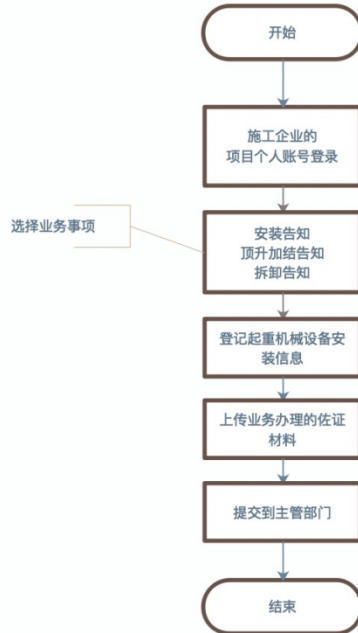 开始
施工企业的
项目个人账号登录
选择业务事项
安装告知
顶升加结告知
拆卸告知
登记起重机械设备安
装信息
上传业务办理的佐证
材料
提交到主管部门
结束